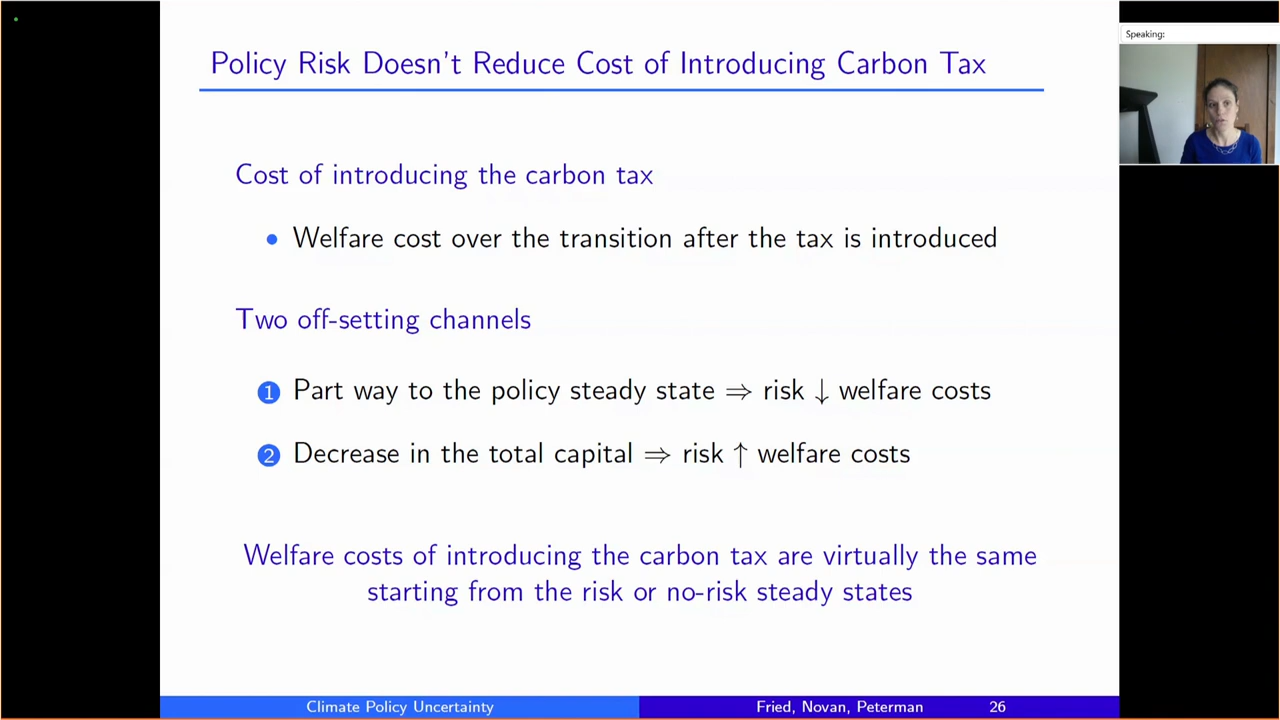 Policy Risk Doesn't Reduce Cost of Introducing Carbon Tax
Speaking:
Cost of introducing the carbon tax
• Welfare cost over the transition after the tax is introduced
Two off-setting channels
1 Part way to the policy steady state ⇒ risk ↓ welfare costs
2 Decrease in the total capital ⇒ risk ↑ welfare costs
Welfare costs of introducing the carbon tax are virtually the same
starting from the risk or no-risk steady states
Climate Policy Uncertainty
Fried, Novan, Peterman 26